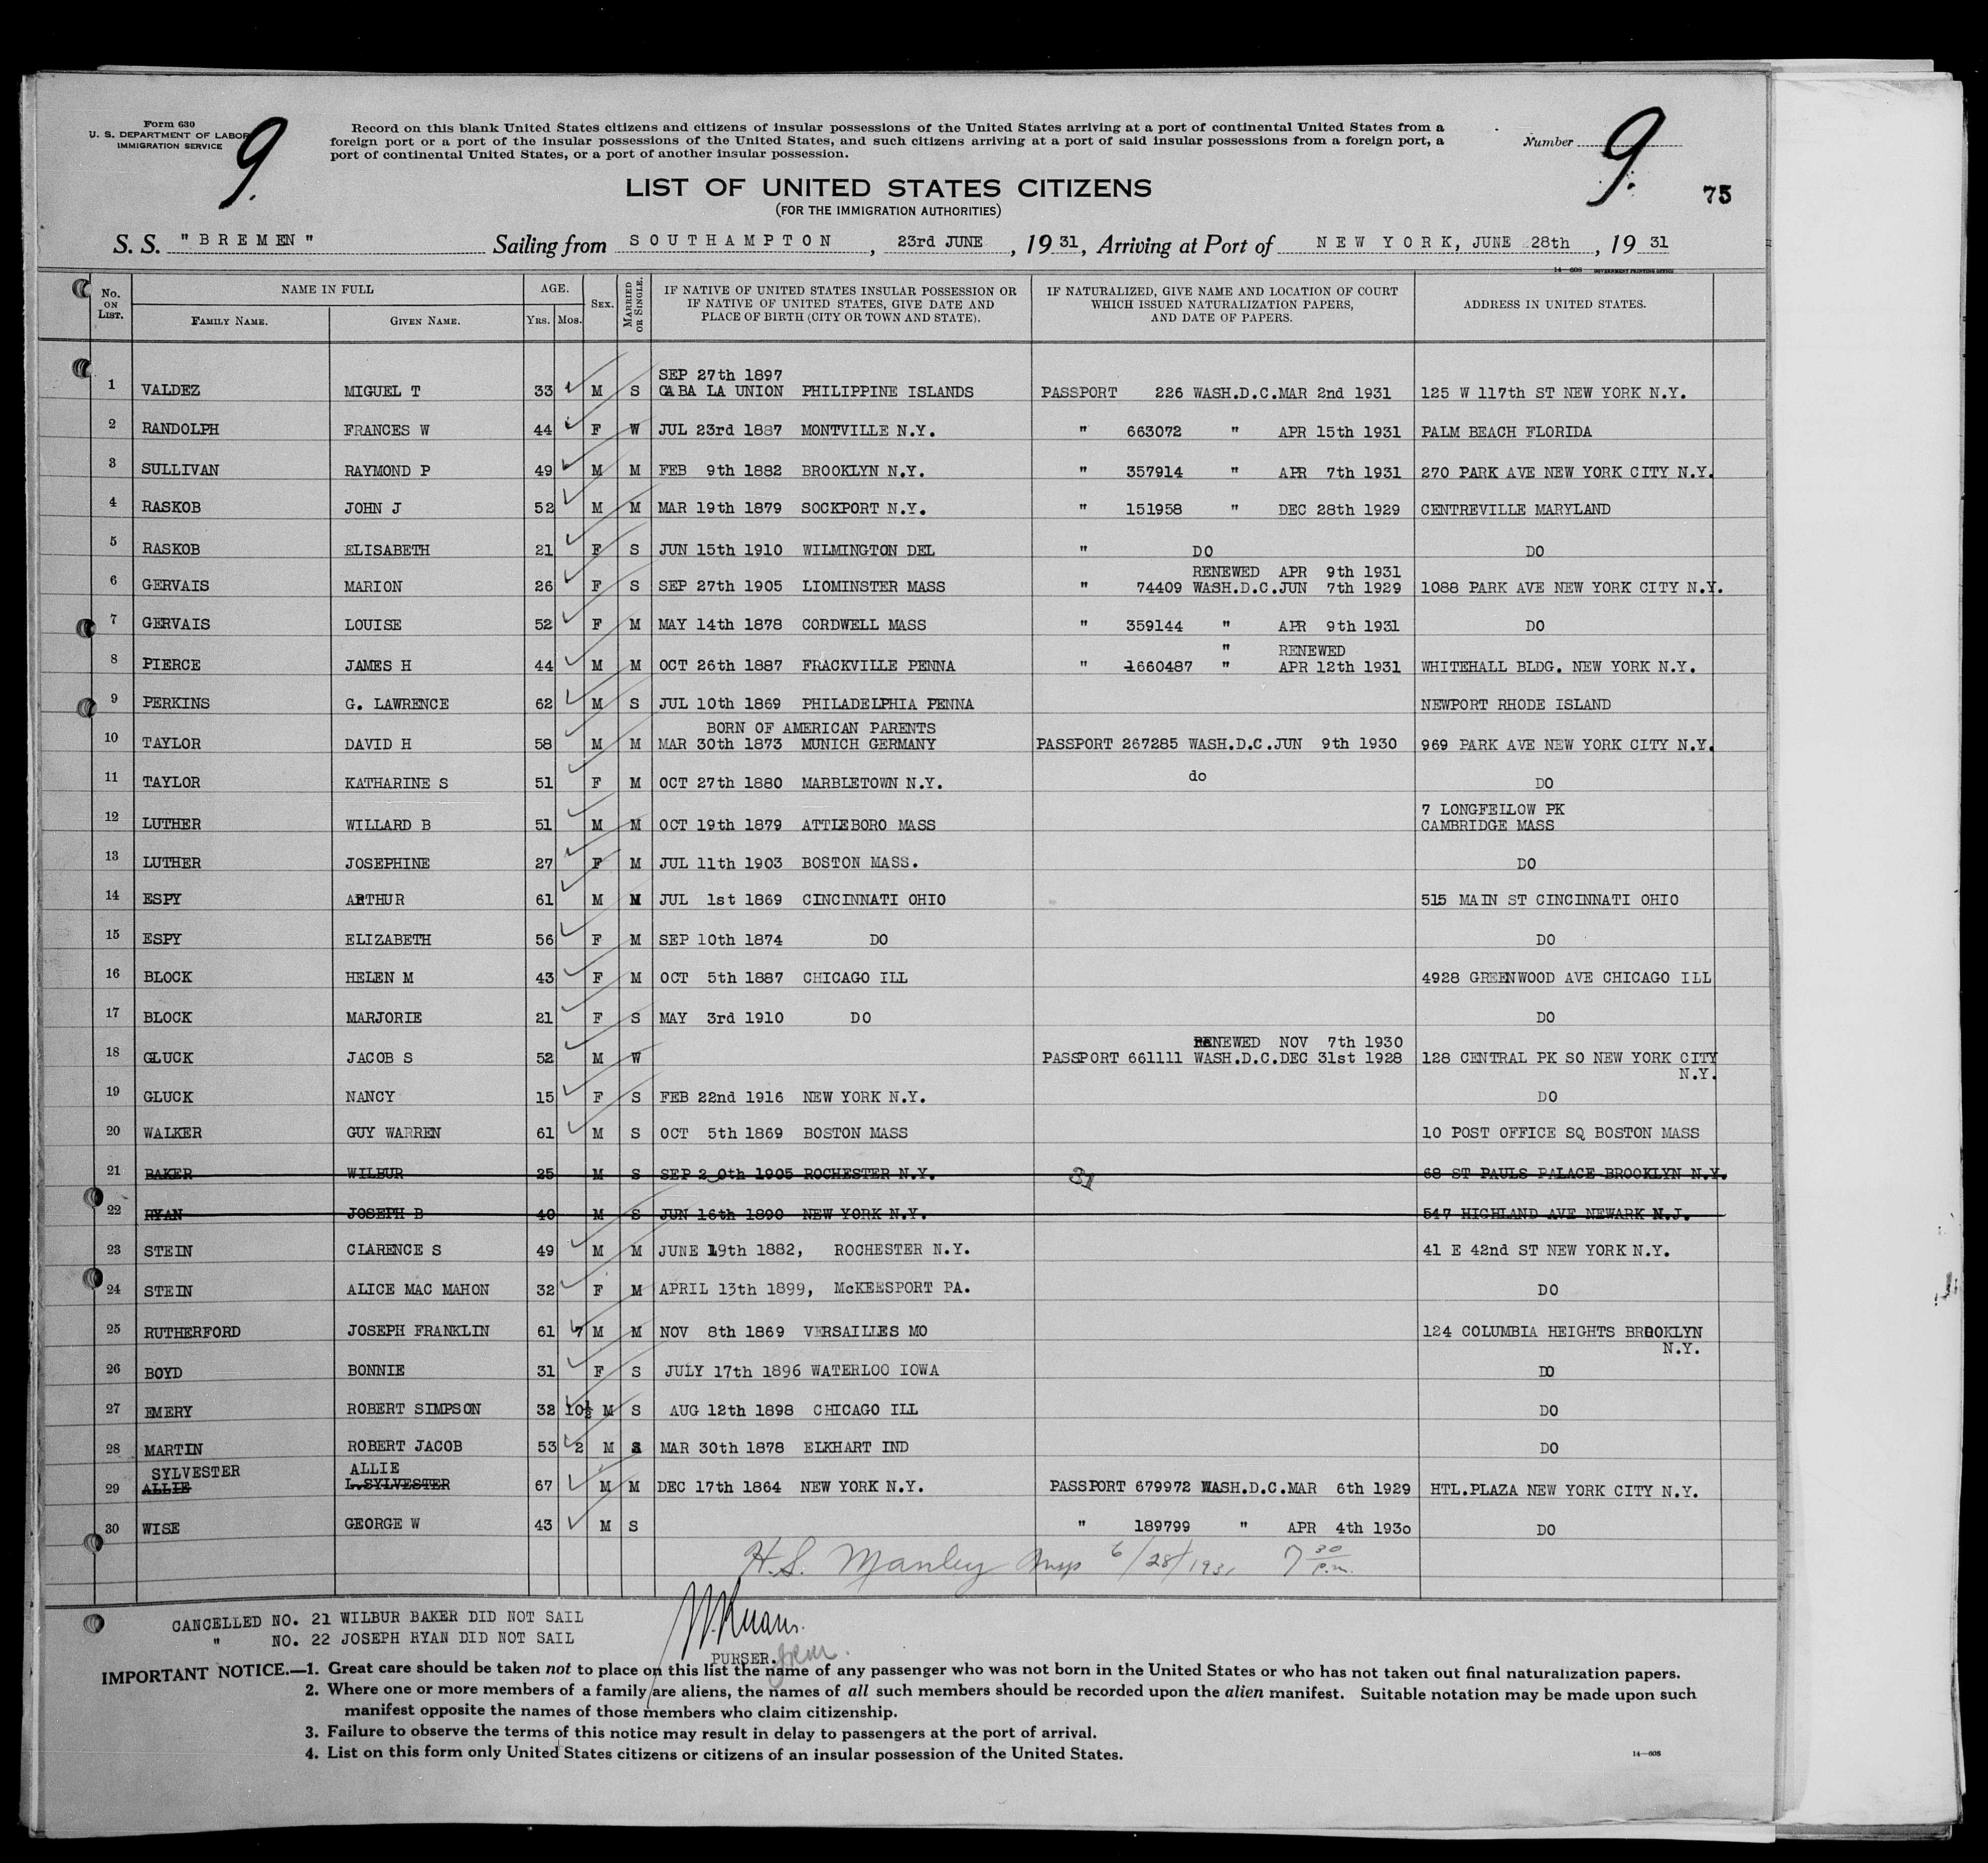 Form 630
U. S. DEPARTMENT OF LABOR
IMMIGRATION SERVICE
9.
Record on this blank United States citizens and citizens of insular possessions of the United States arriving at a port of continental United States from a
foreign port or a port of the insular possessions of the United States, and such citizens arriving at a port of said insular possessions from a foreign port, a
port of continental United States, or a port of another insular possession.
Number 9.
75
LIST OF UNITED STATES CITIZENS
(FOR THE IMMIGRATION AUTHORITIES)
S. S. "BREMEN" Sailing from SOUTHAMPTON, 23rd JUNE, 1931, Arriving at Port of NEW YORK, JUNE 28th, 19 31
14—608 GOVERNMENT PRINTING OFFICE
No. ON LIST. NAME IN FULL FAMILY NAME. GIVEN NAME. AGE. YRS. MOS. SEX. MARRIED OR SINGLE. IF NATIVE OF UNITED STATES INSULAR POSSESSION OR IF NATIVE OF UNITED STATES, GIVE DATE AND PLACE OF BIRTH (CITY OR TOWN AND STATE). IF NATURALIZED, GIVE NAME AND LOCATION OF COURT WHICH ISSUED NATURALIZATION PAPERS, AND DATE OF PAPERS. ADDRESS IN UNITED STATES.
SEP 27th 1897
1 VALDEZ MIGUEL T 33 M S CABA LA UNION PHILIPPINE ISLANDS PASSPORT 226 WASH.D.C.MAR 2nd 1931 125 W 117th ST NEW YORK N.Y.
2 RANDOLPH FRANCES W 44 F W JUL 23rd 1887 MONTVILLE N.Y. " 663072 " APR 15th 1931 PALM BEACH FLORIDA
3 SULLIVAN RAYMOND P 49 M M FEB 9th 1882 BROOKLYN N.Y. " 357914 " APR 7th 1931 270 PARK AVE NEW YORK CITY N.Y.
4 RASKOB JOHN J 52 M M MAR 19th 1879 SOCKPORT N.Y. " 151958 " DEC 28th 1929 CENTREVILLE MARYLAND
5 RASKOB ELISABETH 21 F S JUN 15th 1910 WILMINGTON DEL " DO DO
RENEWED APR 9th 1931
6 GERVAIS MARION 26 F S SEP 27th 1905 LIOMINSTER MASS " 74409 WASH.D.C.JUN 7th 1929 1088 PARK AVE NEW YORK CITY N.Y.
7 GERVAIS LOUISE 52 F M MAY 14th 1878 CORDWELL MASS " 359144 " APR 9th 1931 DO
" RENEWED
8 PIERCE JAMES H 44 M M OCT 26th 1887 FRACKVILLE PENNA " 1660487 " APR 12th 1931 WHITEHALL BLDG. NEW YORK N.Y.
9 PERKINS G. LAWRENCE 62 M S JUL 10th 1869 PHILADELPHIA PENNA NEWPORT RHODE ISLAND
BORN OF AMERICAN PARENTS
10 TAYLOR DAVID H 58 M M MAR 30th 1873 MUNICH GERMANY PASSPORT 267285 WASH.D.C.JUN 9th 1930 969 PARK AVE NEW YORK CITY N.Y.
11 TAYLOR KATHARINE S 51 F M OCT 27th 1880 MARBLETOWN N.Y. do DO
7 LONGFELLOW PK
12 LUTHER WILLARD B 51 M M OCT 19th 1879 ATTLEBORO MASS CAMBRIDGE MASS
13 LUTHER JOSEPHINE 27 F M JUL 11th 1903 BOSTON MASS. DO
14 ESPY ARTHUR 61 M M JUL 1st 1869 CINCINNATI OHIO 515 MAIN ST CINCINNATI OHIO
15 ESPY ELIZABETH 56 F M SEP 10th 1874 DO DO
16 BLOCK HELEN M 43 F M OCT 5th 1887 CHICAGO ILL 4928 GREENWOOD AVE CHICAGO ILL
17 BLOCK MARJORIE 21 F S MAY 3rd 1910 DO DO
RENEWED NOV 7th 1930
18 GLUCK JACOB S 52 M W PASSPORT 661111 WASH.D.C.DEC 31st 1928 128 CENTRAL PK SO NEW YORK CITY
N.Y.
19 GLUCK NANCY 15 F S FEB 22nd 1916 NEW YORK N.Y. DO
20 WALKER GUY WARREN 61 M S OCT 5th 1869 BOSTON MASS 10 POST OFFICE SQ BOSTON MASS
21 BAKER WILBUR 25 M S SEP 2 0th 1905 ROCHESTER N.Y. 31 68 ST PAULS PALACE BROOKLYN N.Y.
22 RYAN JOSEPH B 40 M S JUN 16th 1890 NEW YORK N.Y. 547 HIGHLAND AVE NEWARK N.J.
23 STEIN CLARENCE S 49 M M JUNE 19th 1882, ROCHESTER N.Y. 41 E 42nd ST NEW YORK N.Y.
24 STEIN ALICE MAC MAHON 32 F M APRIL 13th 1899, McKEESPORT PA. DO
25 RUTHERFORD JOSEPH FRANKLIN 61 7 M M NOV 8th 1869 VERSAILLES MO 124 COLUMBIA HEIGHTS BROOKLYN
N.Y.
26 BOYD BONNIE 31 F S JULY 17th 1896 WATERLOO IOWA DO
27 EMERY ROBERT SIMPSON 32 10½ M S AUG 12th 1898 CHICAGO ILL DO
28 MARTIN ROBERT JACOB 53 2 M S MAR 30th 1878 ELKHART IND DO
SYLVESTER ALLIE
29 ALLIE L.SYLVESTER 67 M M DEC 17th 1864 NEW YORK N.Y. PASSPORT 679972 WASH.D.C.MAR 6th 1929 HTL.PLAZA NEW YORK CITY N.Y.
30 WISE GEORGE W 43 M S " 189799 " APR 4th 193o DO
H.S. Manley 6/28/1931 7 30 P.m.
CANCELLED NO. 21 WILBUR BAKER DID NOT SAIL
" NO. 22 JOSEPH RYAN DID NOT SAIL
PURSER.
IMPORTANT NOTICE.—1. Great care should be taken not to place on this list the name of any passenger who was not born in the United States or who has not taken out final naturalization papers.
2. Where one or more members of a family are aliens, the names of all such members should be recorded upon the alien manifest. Suitable notation may be made upon such
manifest opposite the names of those members who claim citizenship.
3. Failure to observe the terms of this notice may result in delay to passengers at the port of arrival.
4. List on this form only United States citizens or citizens of an insular possession of the United States.
14—608